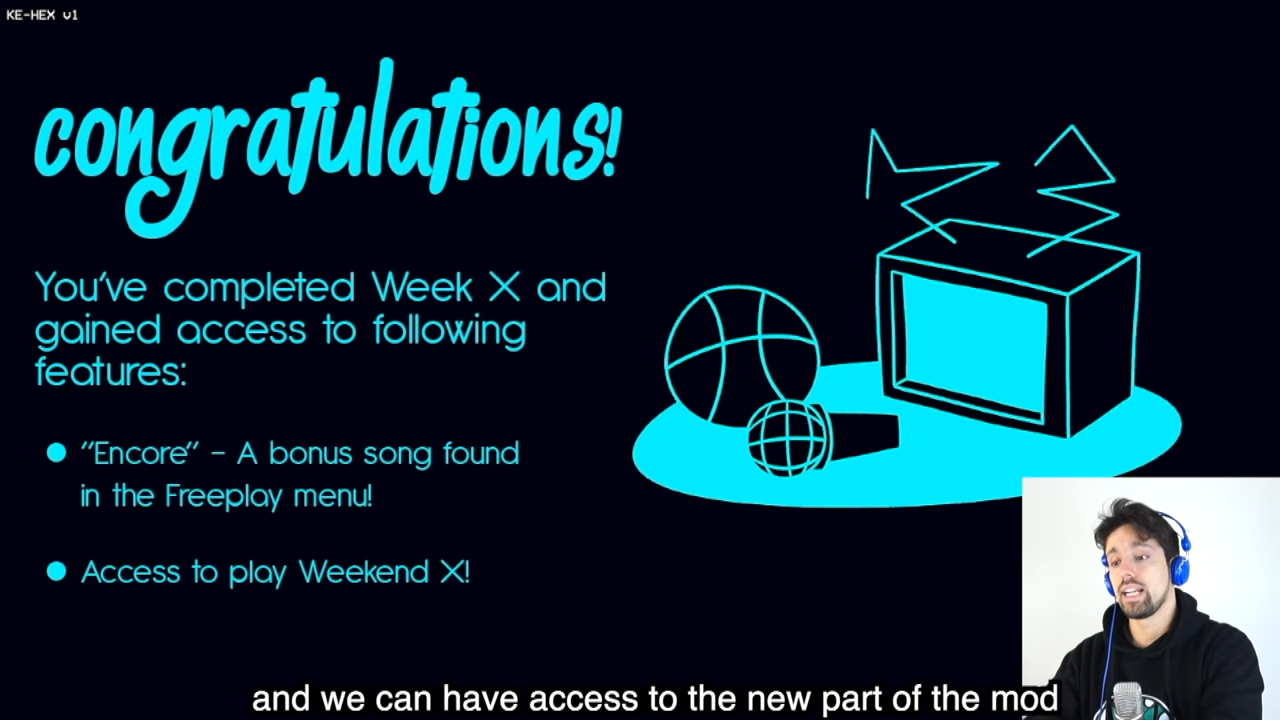 KE-HEX v1
congratulations!
You've completed Week X and
gained access to following
features:
"Encore" - A bonus song found
in the Freeplay menu!
Access to play Weekend X!
and we can have access to the new part of the mod